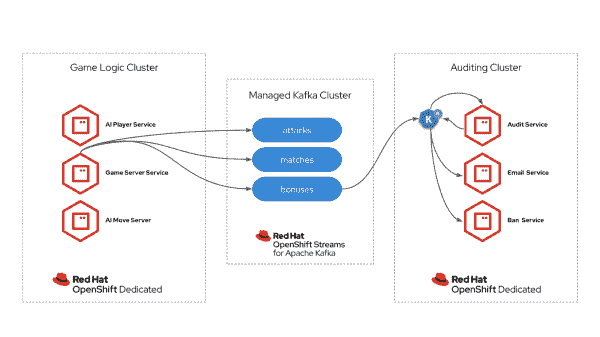 Game Logic Cluster
AI Player Service
Game Server Service
AI Move Server
Red Hat
OpenShift Dedicated
Managed Kafka Cluster
attacks
matches
bonuses
Red Hat
OpenShift Streams
for Apache Kafka
Auditing Cluster
K
Audit Service
Email Service
Ban Service
Red Hat
OpenShift Dedicated